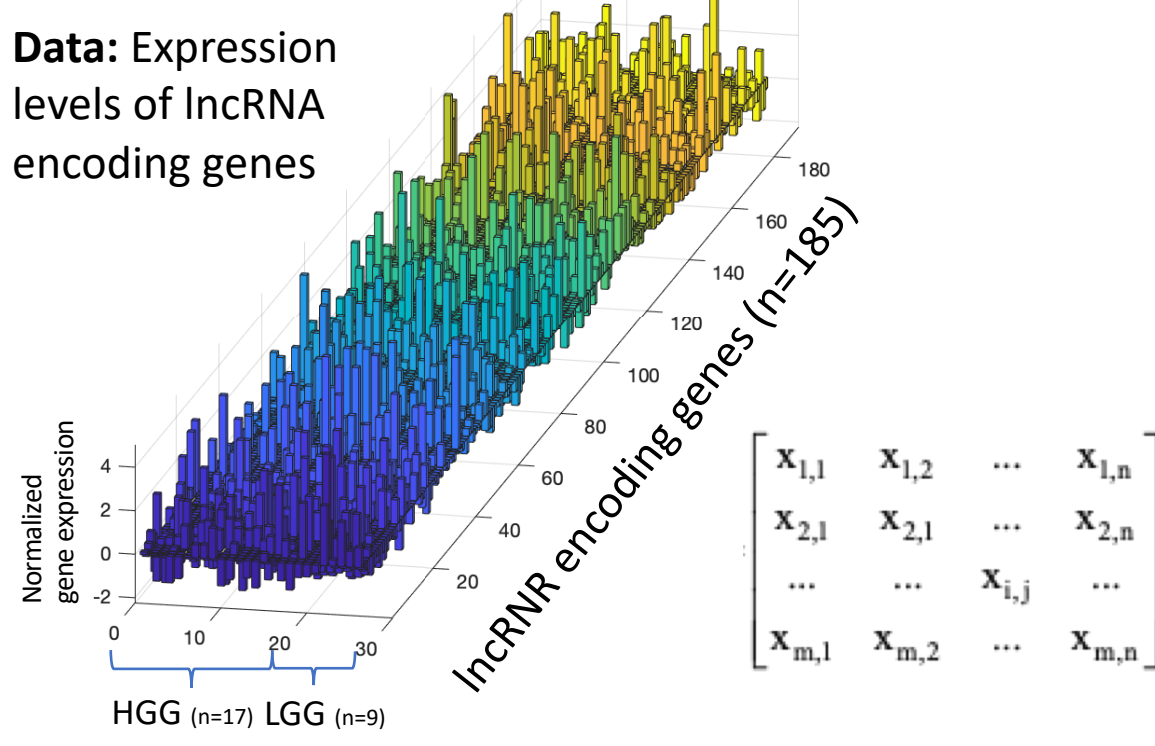 Data: Expression
levels of lncRNA
encoding genes
4
2
0
-2
Normalized
gene expression
0
10
20
30
20
40
60
80
100
120
140
160
180
lncRNR encoding genes (n=185)
HGG (n=17) LGG (n=9)
x1,1 x1,2 ... x1,n
x2,1 x2,1 ... x2,n
... ... xi,j ...
xm,1 xm,2 ... xm,n